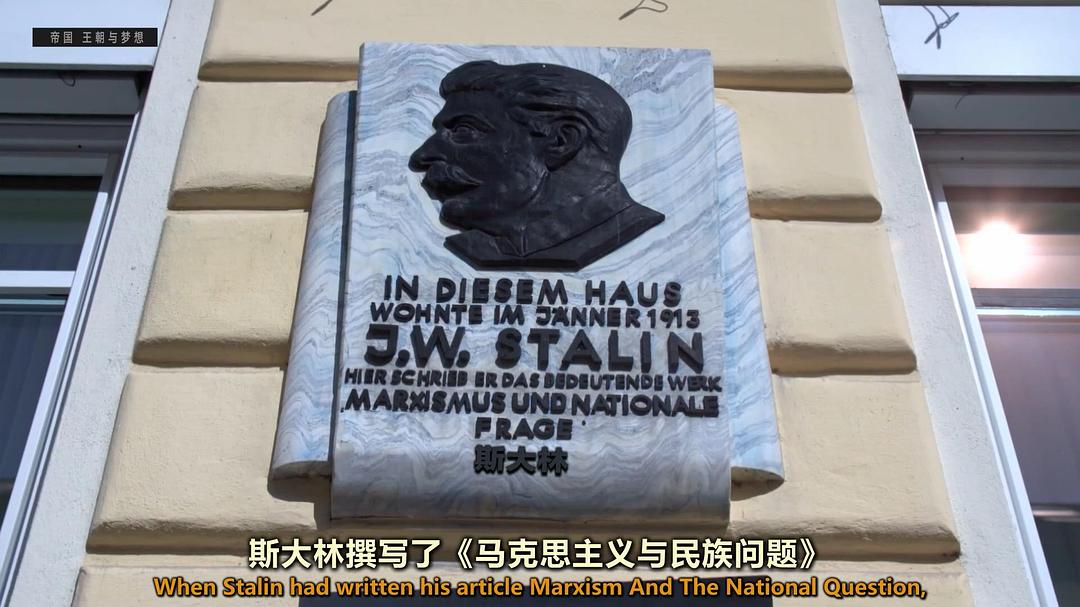 帝国 王朝与梦想
IN DIESEM HAUS
WOHNTE IM JÄNNER 1913
J.W. STALIN
HIER SCHRIEB ER DAS BEDEUTENDE WERK
MARXISMUS UND NATIONALE
FRAGE
斯大林
斯大林撰写了《马克思主义与民族问题》
When Stalin had written his article Marxism And The National Question,